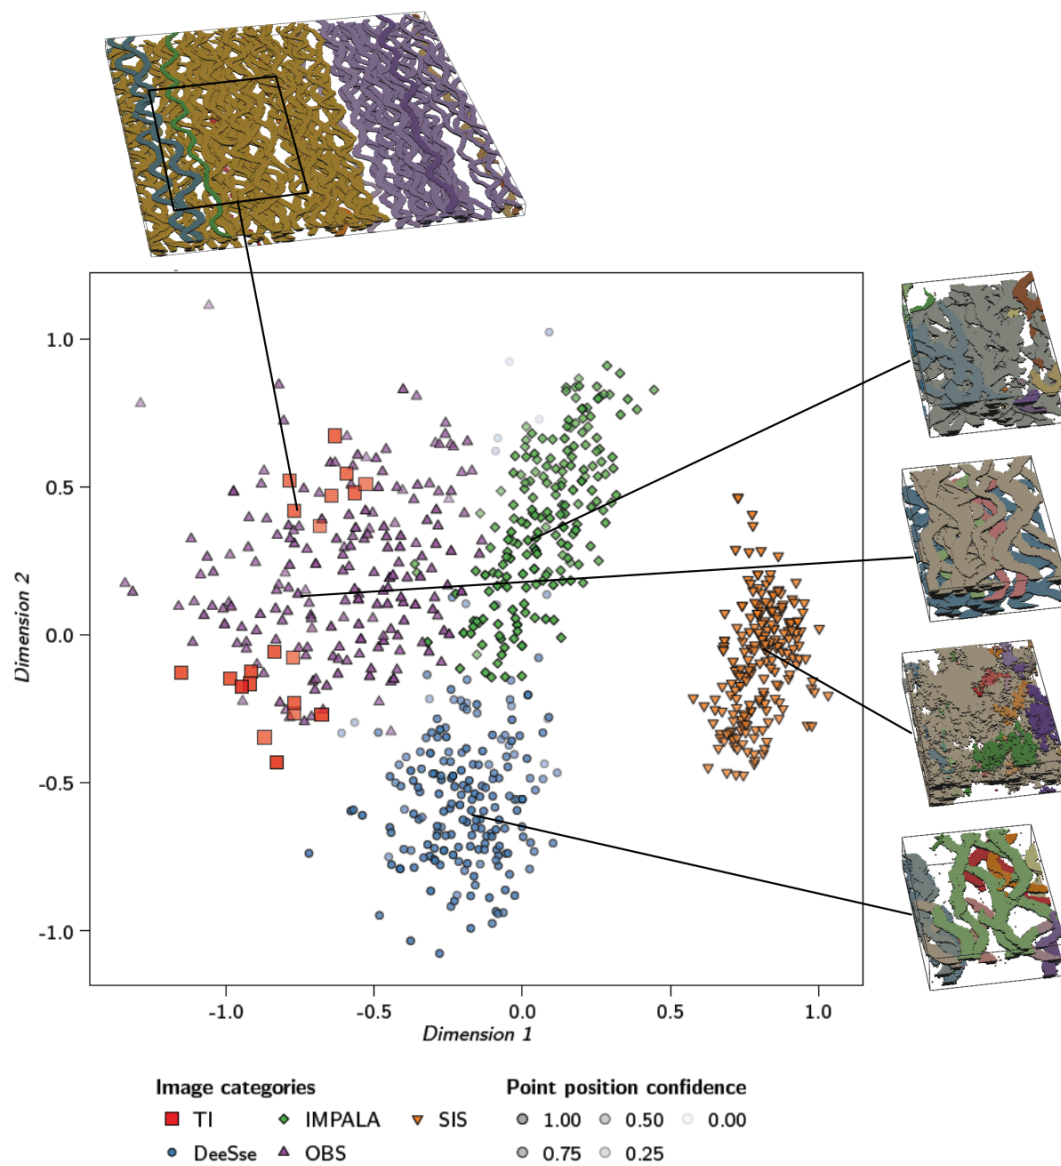 1.0
0.5
0.0
-0.5
-1.0
Dimension 2
-1.0 -0.5 0.0 0.5 1.0
Dimension 1
Image categories Point position confidence
TI IMPALA SIS 1.00 0.50 0.00
DeeSse OBS 0.75 0.25